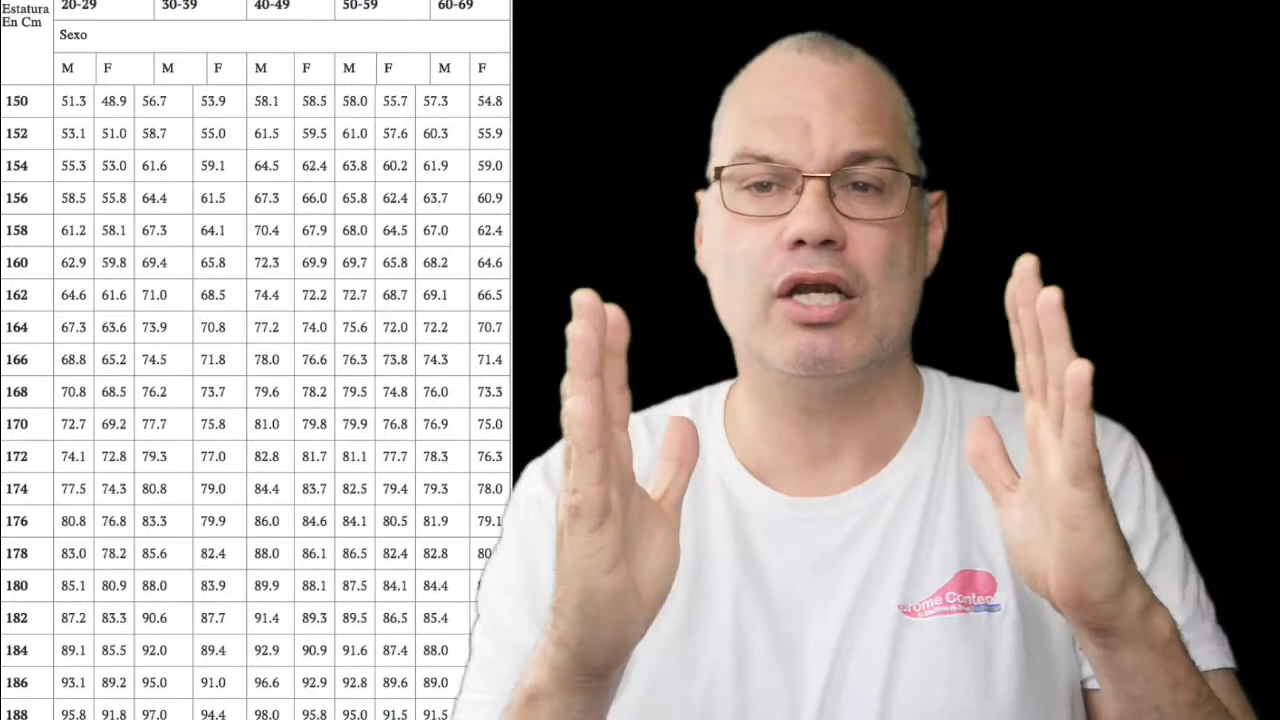 Estatura 20-29 30-39 40-49 50-59 60-69
En Cm
Sexo
M F M F M F M F M F
150 51.3 48.9 56.7 53.9 58.1 58.5 58.0 55.7 57.3 54.8
152 53.1 51.0 58.7 55.0 61.5 59.5 61.0 57.6 60.3 55.9
154 55.3 53.0 61.6 59.1 64.5 62.4 63.8 60.2 61.9 59.0
156 58.5 55.8 64.4 61.5 67.3 66.0 65.8 62.4 63.7 60.9
158 61.2 58.1 67.3 64.1 70.4 67.9 68.0 64.5 67.0 62.4
160 62.9 59.8 69.4 65.8 72.3 69.9 69.7 65.8 68.2 64.6
162 64.6 61.6 71.0 68.5 74.4 72.2 72.7 68.7 69.1 66.5
164 67.3 63.6 73.9 70.8 77.2 74.0 75.6 72.0 72.2 70.7
166 68.8 65.2 74.5 71.8 78.0 76.6 76.3 73.8 74.3 71.4
168 70.8 68.5 76.2 73.7 79.6 78.2 79.5 74.8 76.0 73.3
170 72.7 69.2 77.7 75.8 81.0 79.8 79.9 76.8 76.9 75.0
172 74.1 72.8 79.3 77.0 82.8 81.7 81.1 77.7 78.3 76.3
174 77.5 74.3 80.8 79.0 84.4 83.7 82.5 79.4 79.3 78.0
176 80.8 76.8 83.3 79.9 86.0 84.6 84.1 80.5 81.9 79.1
178 83.0 78.2 85.6 82.4 88.0 86.1 86.5 82.4 82.8 80
180 85.1 80.9 88.0 83.9 89.9 88.1 87.5 84.1 84.4
182 87.2 83.3 90.6 87.7 91.4 89.3 89.5 86.5 85.4
184 89.1 85.5 92.0 89.4 92.9 90.9 91.6 87.4 88.0
186 93.1 89.2 95.0 91.0 96.6 92.9 92.8 89.6 89.0
188 95.8 91.8 97.0 94.4 98.0 95.8 95.0 91.5 91.5